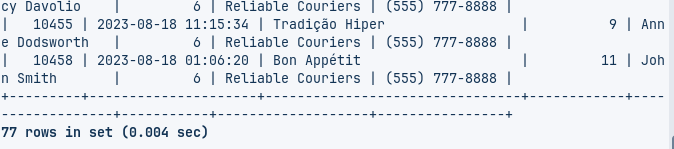 cy Davolio    |         6 | Reliable Couriers | (555) 777-8888 |
|   10455 | 2023-08-18 11:15:34 | Tradição Hiper                 |          9 | Ann
e Dodsworth   |         6 | Reliable Couriers | (555) 777-8888 |
|   10458 | 2023-08-18 01:06:20 | Bon Appétit                    |         11 | Joh
n Smith       |         6 | Reliable Couriers | (555) 777-8888 |
+---------+---------------------+--------------------------------+------------+----
--------------+-----------+-------------------+----------------+
77 rows in set (0.004 sec)